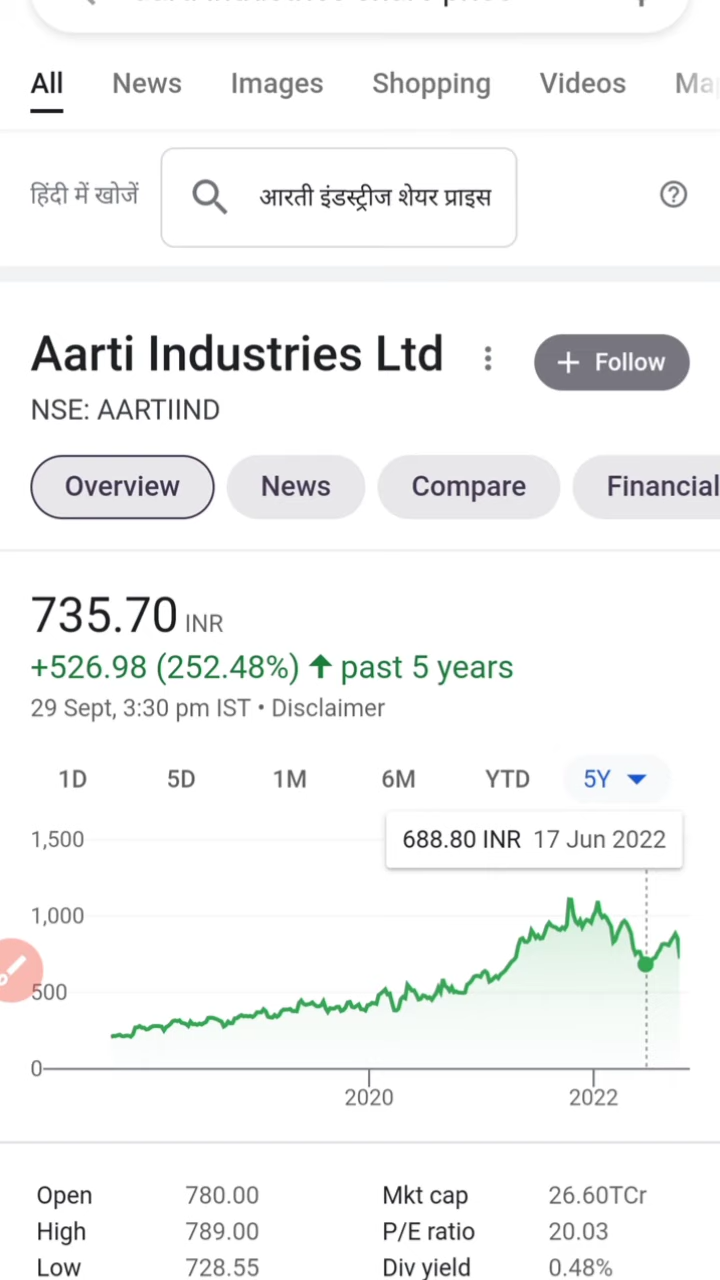 All News Images Shopping Videos
हिंदी में खोजें आरती इंडस्ट्रीज शेयर प्राइस
Aarti Industries Ltd + Follow
NSE: AARTIIND
Overview News Compare Financial
735.70 INR
+526.98 (252.48%) ↑ past 5 years
29 Sept, 3:30 pm IST • Disclaimer
1D 5D 1M 6M YTD 5Y
688.80 INR 17 Jun 2022
1,500
1,000
500
0
2020 2022
Open 780.00 Mkt cap 26.60TCr
High 789.00 P/E ratio 20.03
Low 728.55 Div yield 0.48%